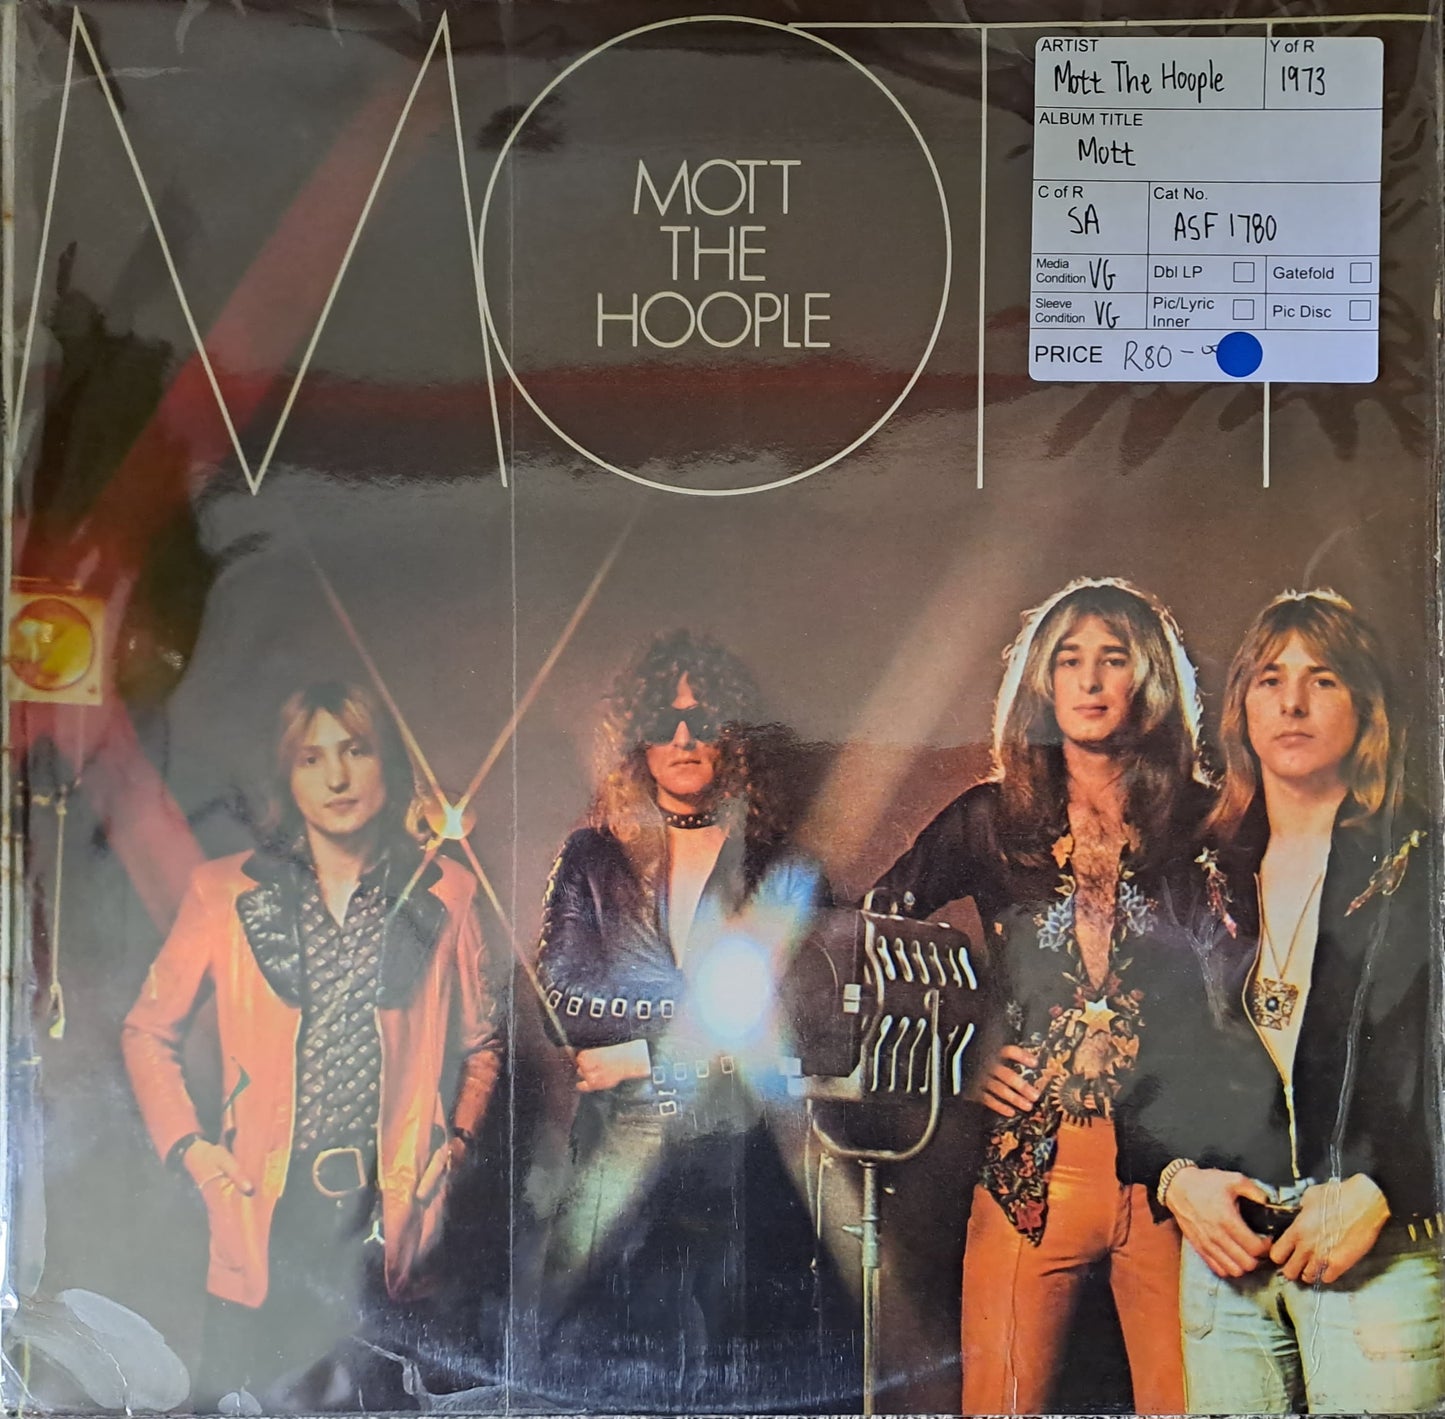 MOTT
MOTT
THE
HOOPLE
ARTIST
Mott The Hoople
Y of R
1973
ALBUM TITLE
Mott
C of R
SA
Cat No.
ASF 1780
Media
Condition VG
Dbl LP
Gatefold
Sleeve
Condition VG
Pic/Lyric
Inner
Pic Disc
PRICE R80-